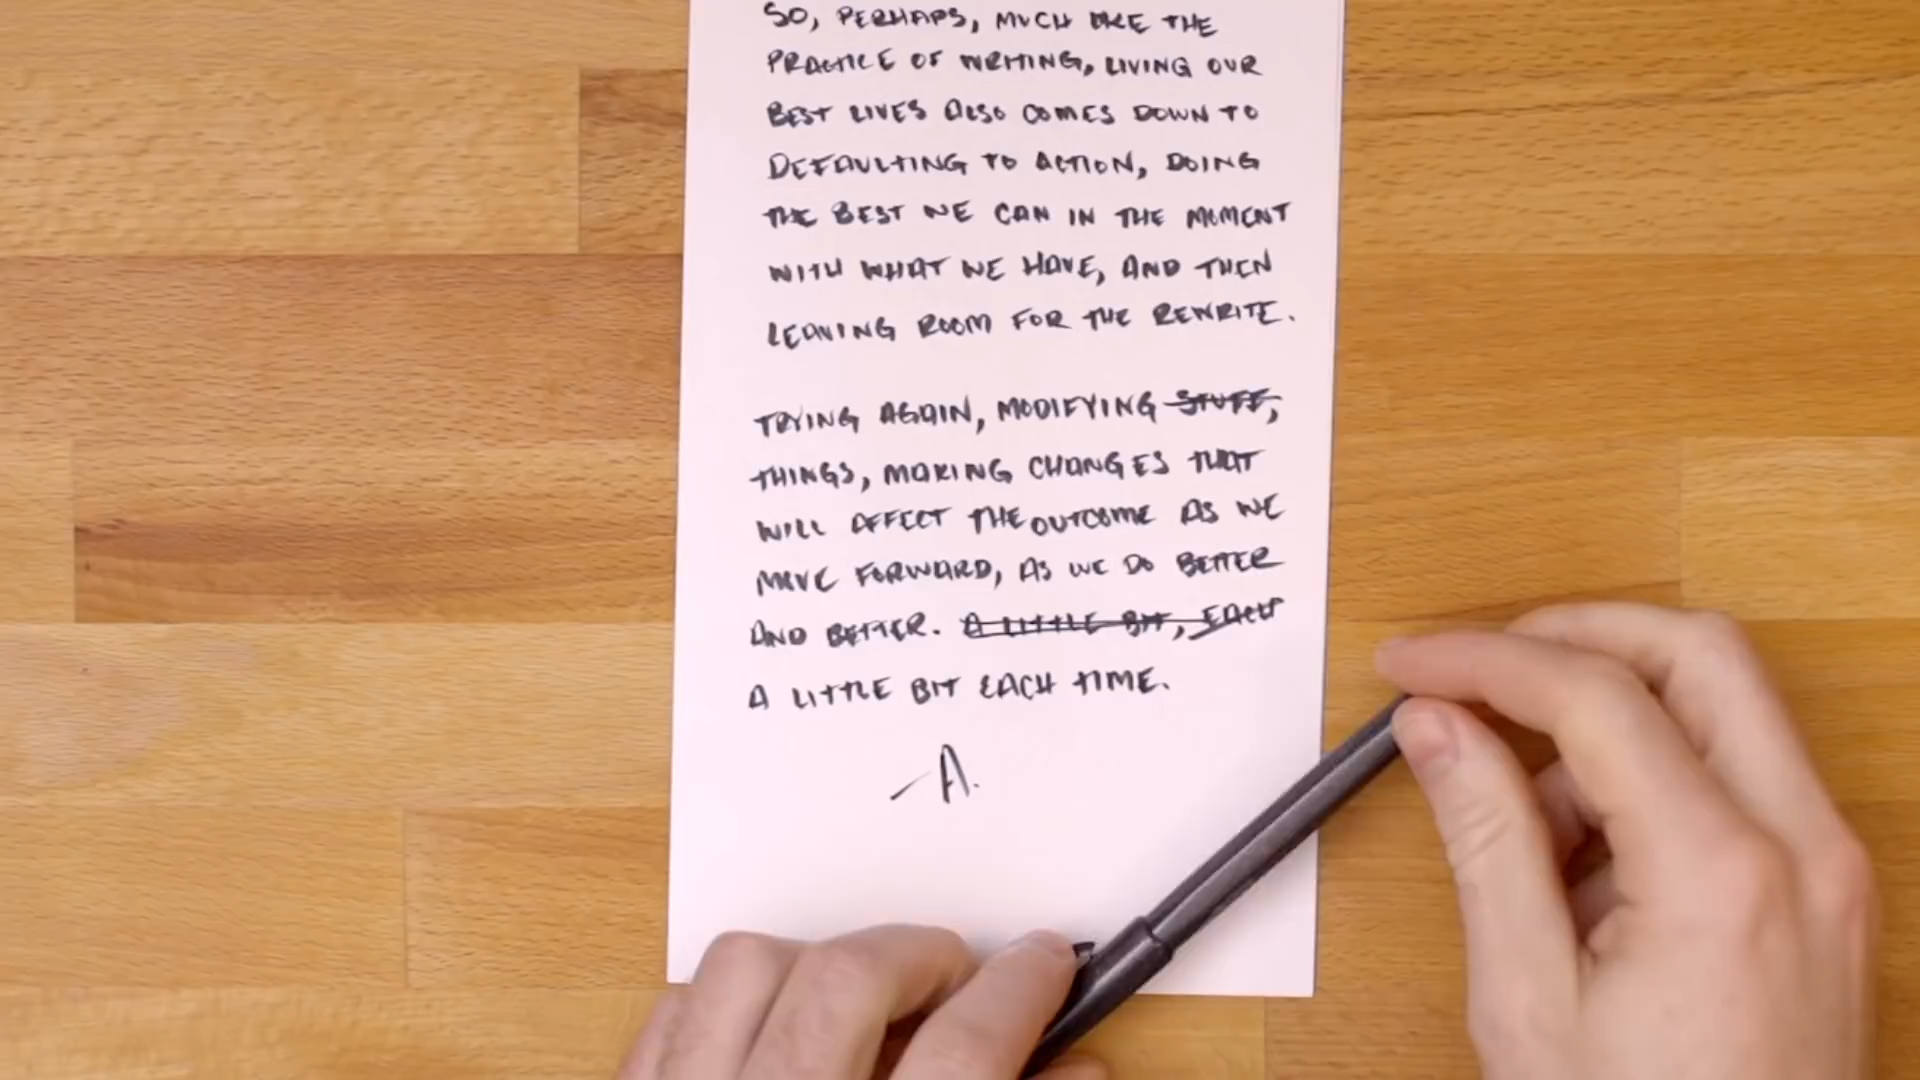 SO, PERHAPS, MUCH LIKE THE
PRACTICE OF WRITING, LIVING OUR
BEST LIVES ALSO COMES DOWN TO
DEFAULTING TO ACTION, DOING
THE BEST WE CAN IN THE MOMENT
WITH WHAT WE HAVE, AND THEN
LEAVING ROOM FOR THE REWRITE.
TRYING AGAIN, MODIFYING STUFF,
THINGS, MAKING CHANGES THAT
WILL AFFECT THE OUTCOME AS WE
MOVE FORWARD, AS WE DO BETTER
AND BETTER. A LITTLE BIT, EACH
A LITTLE BIT EACH TIME.
—A.